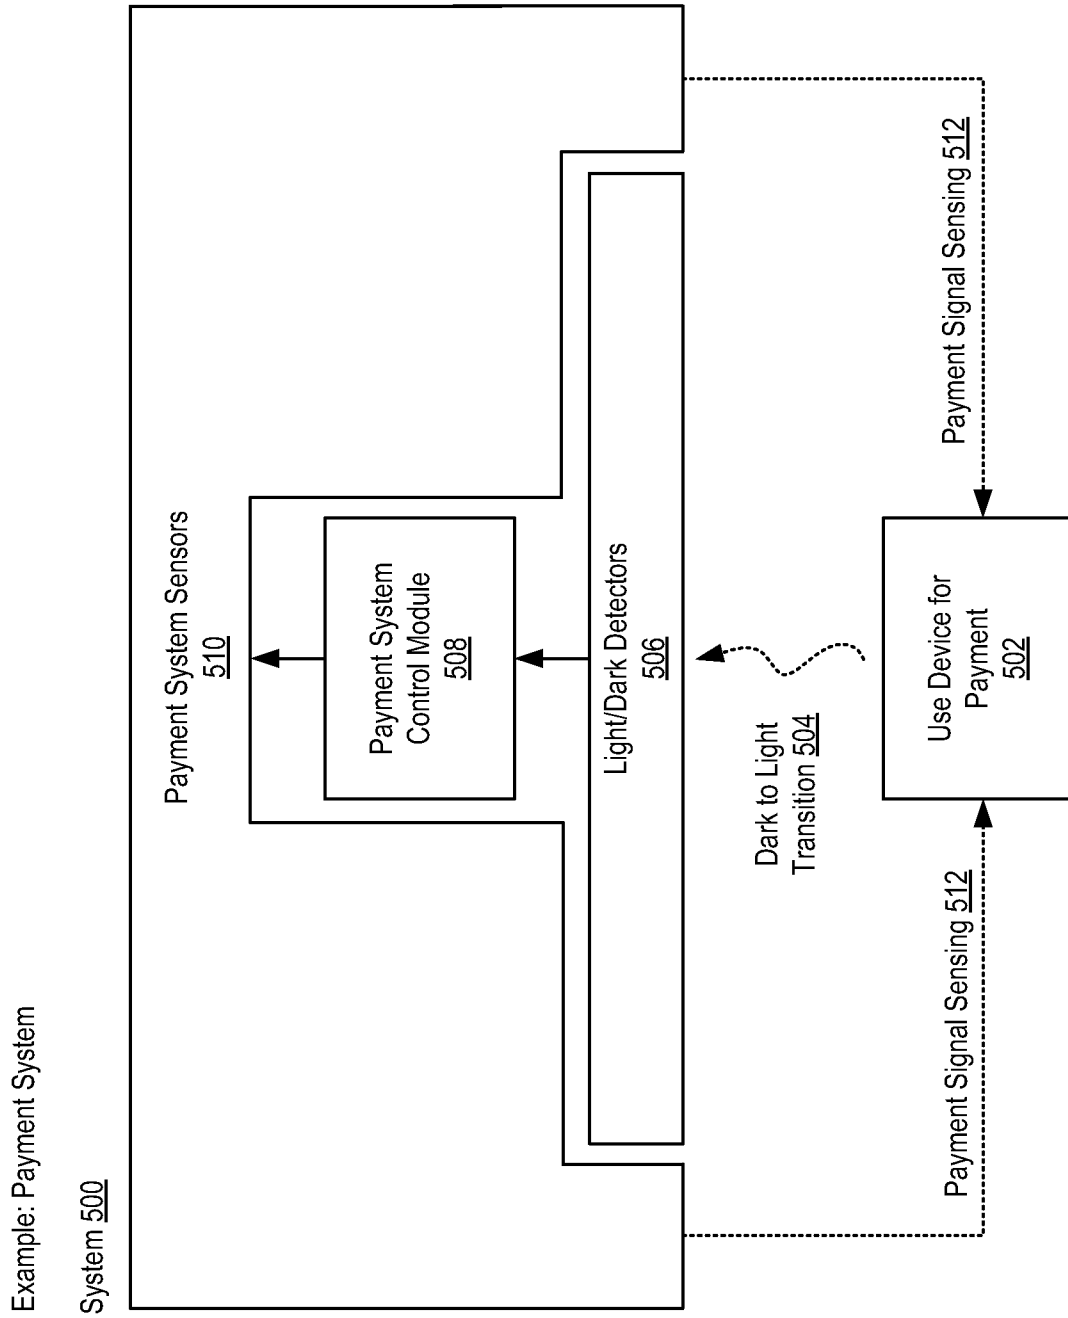 Example: Payment System
System 500
Payment System Sensors
510
Payment System
Control Module
508
Light/Dark Detectors
506
Dark to Light
Transition 504
Payment Signal Sensing 512
Payment Signal Sensing 512
Use Device for
Payment
502